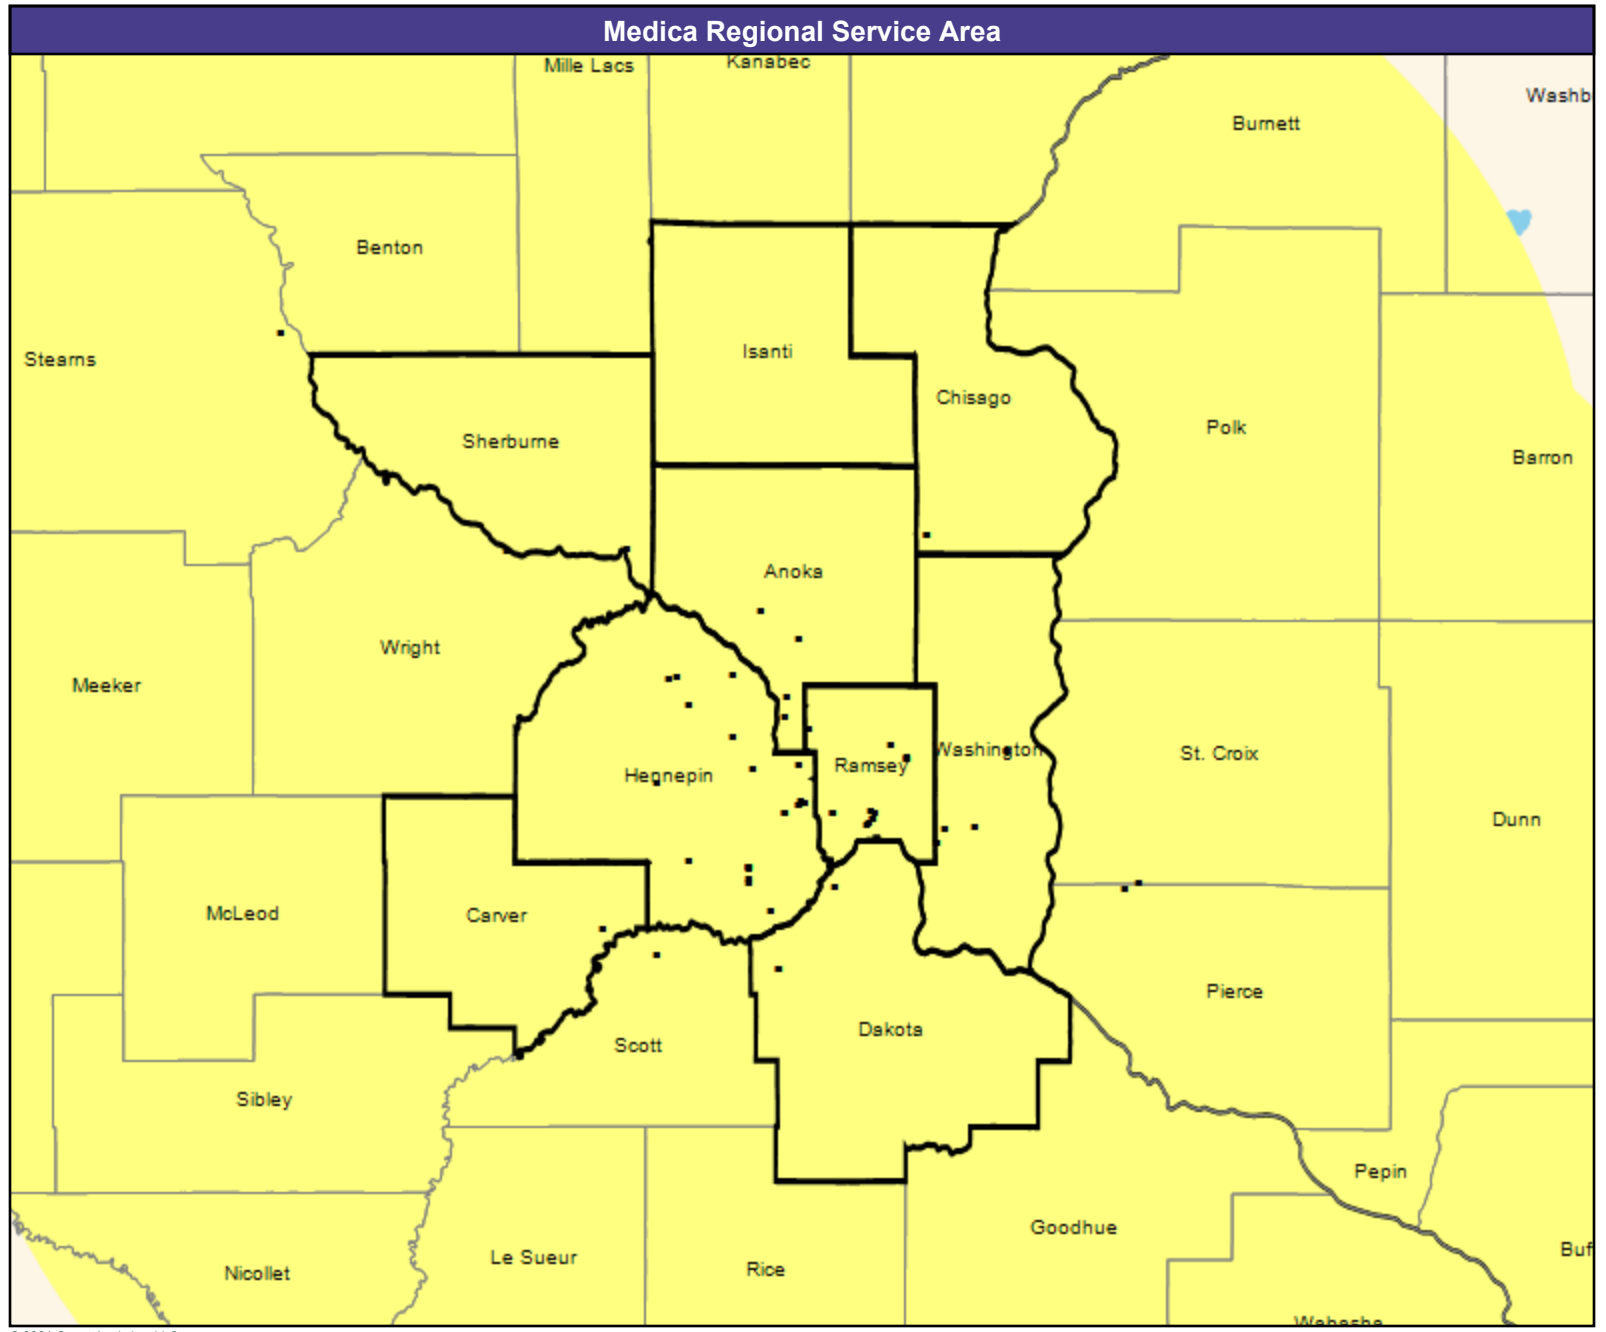 Medica Regional Service Area
Mille Lacs
Kanabec
Washb
Burnett
Benton
Stearns
Isanti
Chisago
Polk
Sherburne
Barron
Anoka
Wright
Meeker
Washington
St. Croix
Ramsey
Hennepin
Dunn
McLeod
Carver
Pierce
Dakota
Scott
Sibley
Pepin
Goodhue
Buf
Le Sueur
Rice
Nicollet
Wabasha